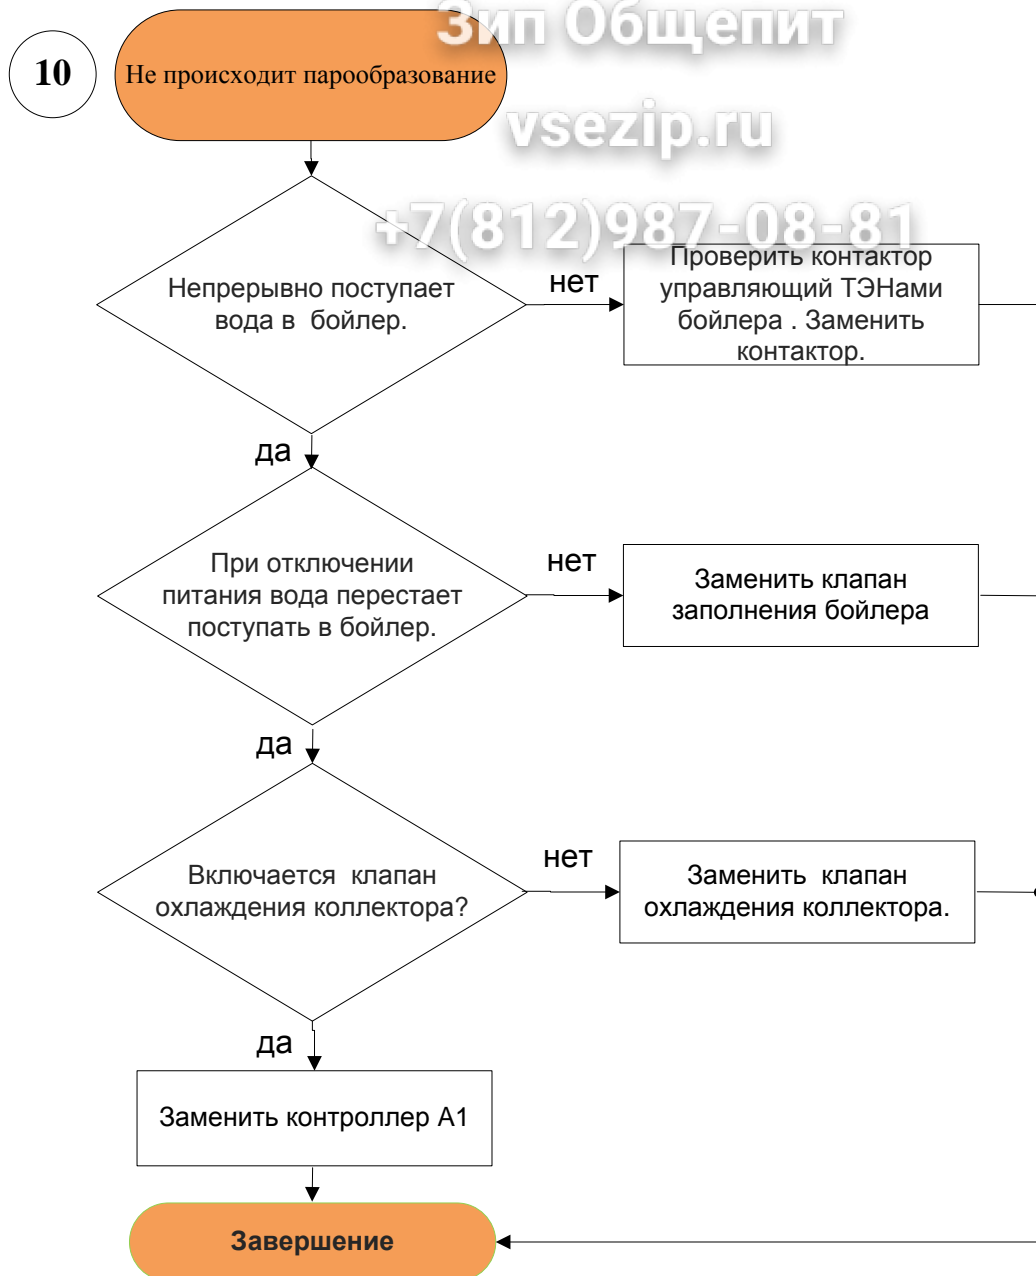 Зип Общепит
10
Не происходит парообразование
vsezip.ru
+7(812)987-08-81
Непрерывно поступает
вода в бойлер.
нет
Проверить контактор
управляющий ТЭНами
бойлера . Заменить
контактор.
да
При отключении
питания вода перестает
поступать в бойлер.
нет
Заменить клапан
заполнения бойлера
да
Включается клапан
охлаждения коллектора?
нет
Заменить клапан
охлаждения коллектора.
да
Заменить контроллер А1
Завершение